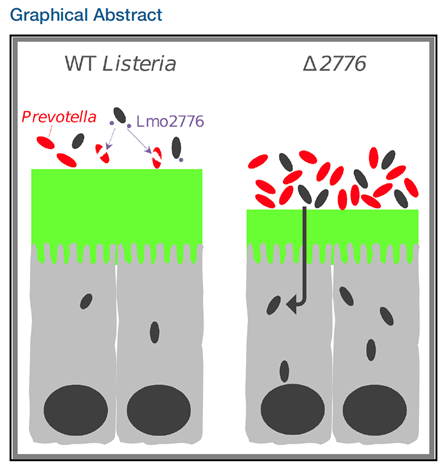 Graphical Abstract
WT Listeria
Δ2776
Prevotella
Lmo2776